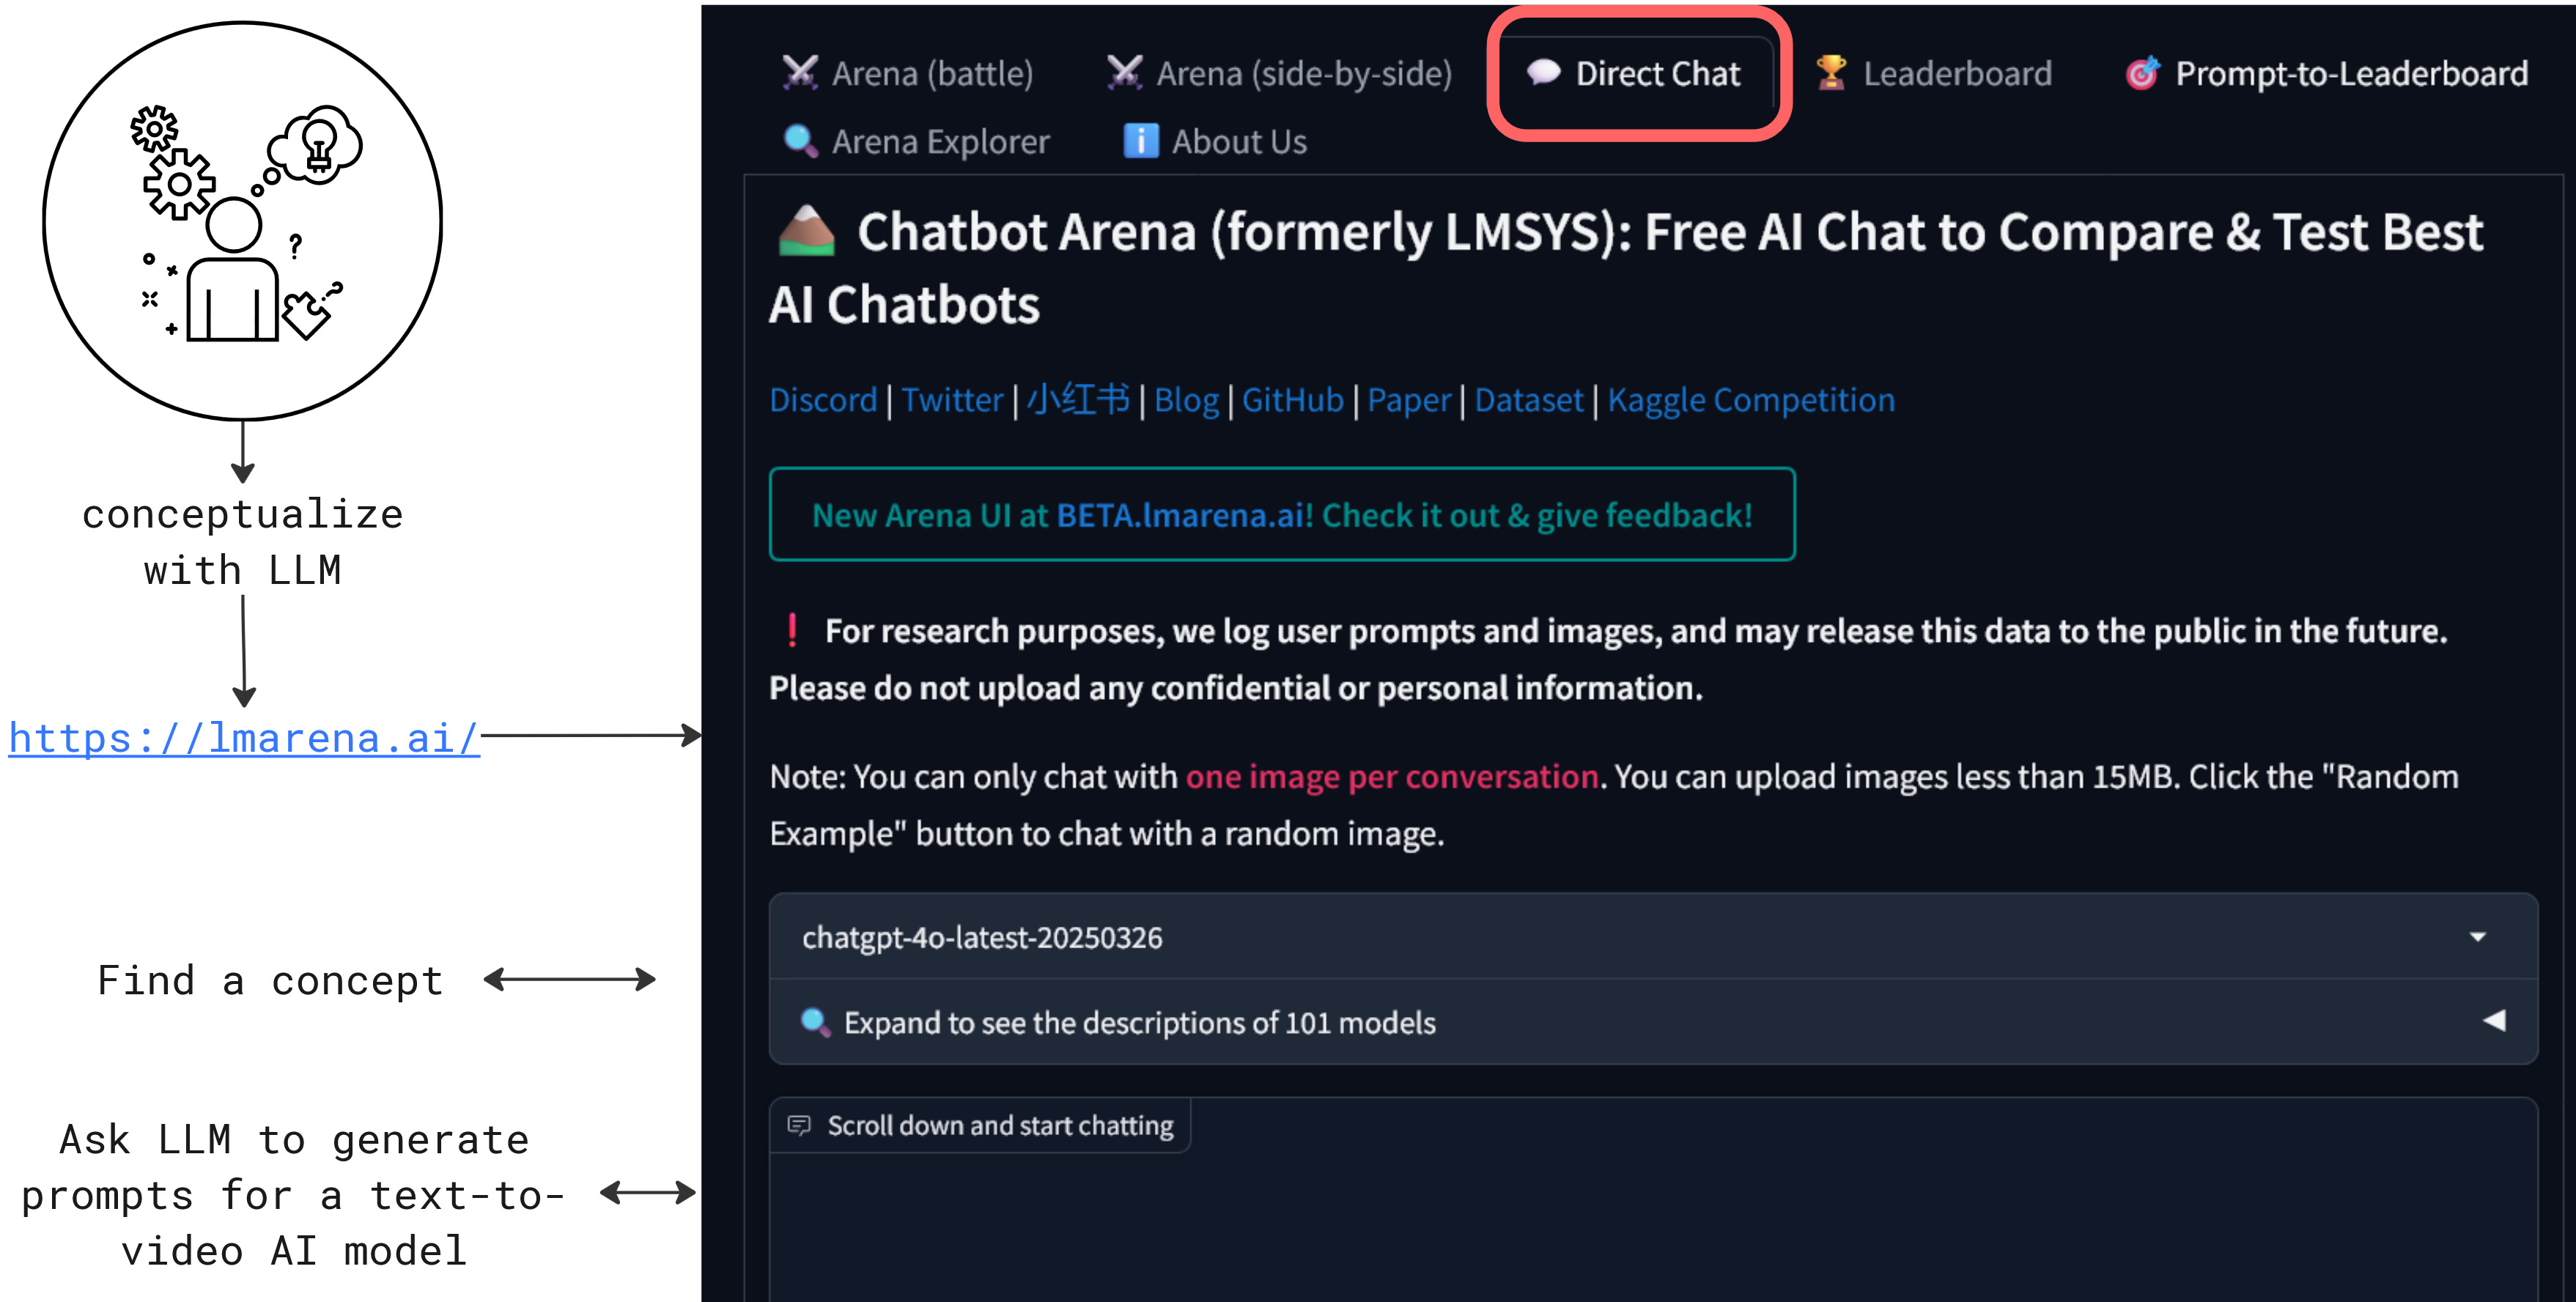 conceptualize
with LLM
https://lmarena.ai/
Find a concept
Ask LLM to generate
prompts for a text-to-
video AI model
Arena (battle)
Arena (side-by-side)
Direct Chat
Leaderboard
Prompt-to-Leaderboard
Arena Explorer
About Us
Chatbot Arena (formerly LMSYS): Free AI Chat to Compare & Test Best
AI Chatbots
Discord | Twitter | 小红书 | Blog | GitHub | Paper | Dataset | Kaggle Competition
New Arena UI at BETA.lmarena.ai! Check it out & give feedback!
❗ For research purposes, we log user prompts and images, and may release this data to the public in the future.
Please do not upload any confidential or personal information.
Note: You can only chat with one image per conversation. You can upload images less than 15MB. Click the "Random
Example" button to chat with a random image.
chatgpt-4o-latest-20250326
Expand to see the descriptions of 101 models
Scroll down and start chatting